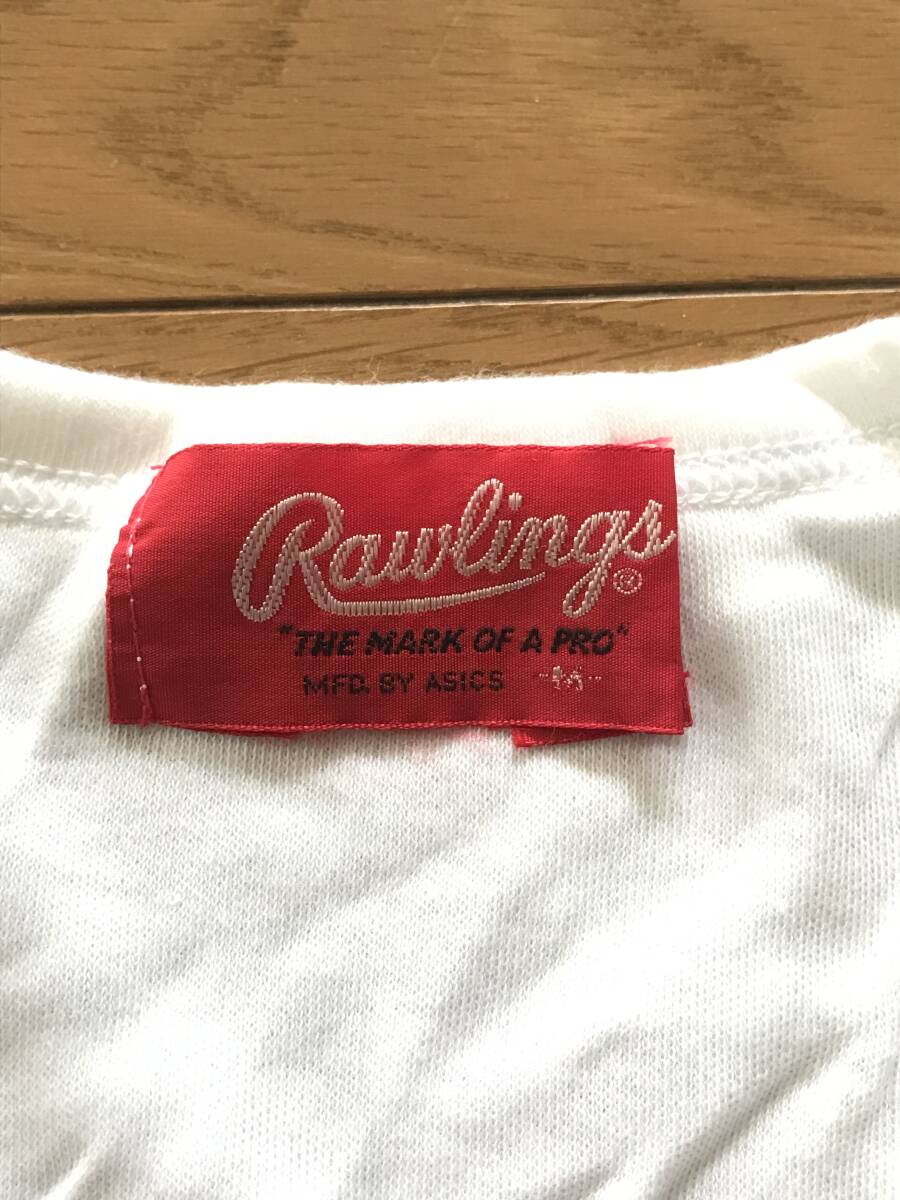 Rawlings®
"THE MARK OF A PRO"
MFD. BY ASICS